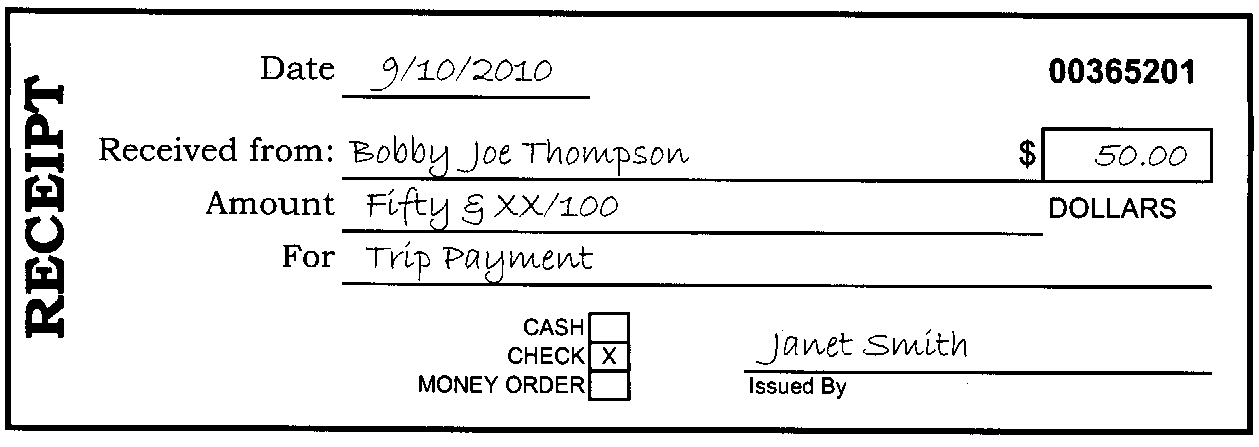 RECEIPT
Date 9/10/2010 00365201
Received from: Bobby Joe Thompson $ 50.00
Amount Fifty & XX/100 DOLLARS
For Trip Payment
CASH
CHECK X
MONEY ORDER
Janet Smith
Issued By